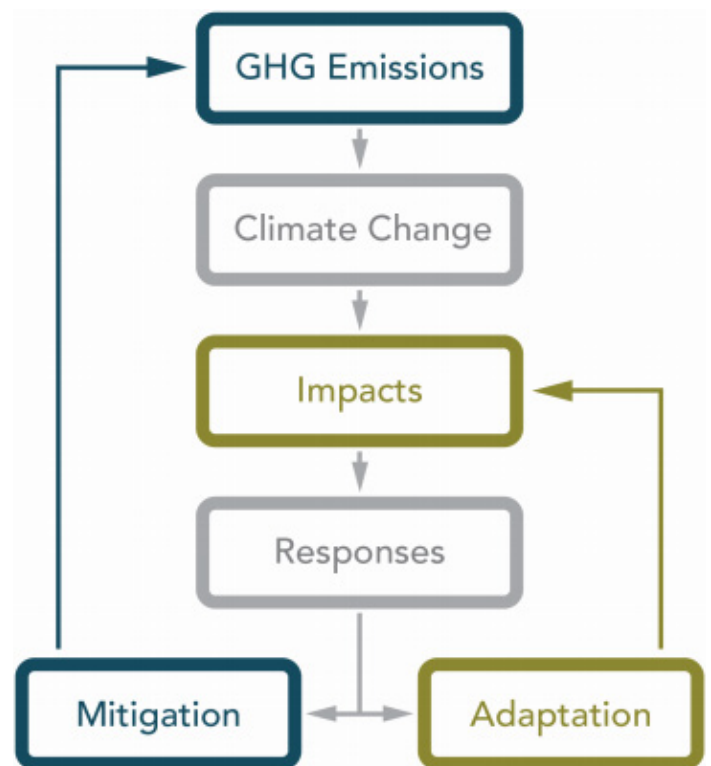 GHG Emissions
Climate Change
Impacts
Responses
Mitigation
Adaptation